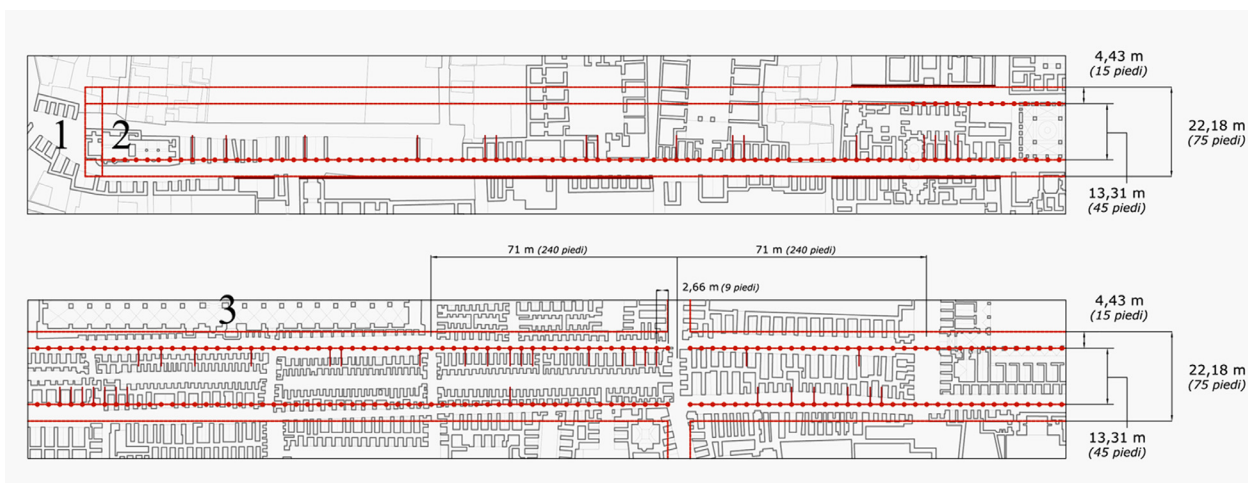 4,43 m
(15 piedi)
1
2
22,18 m
(75 piedi)
13,31 m
(45 piedi)
71 m (240 piedi)
71 m (240 piedi)
2,66 m (9 piedi)
3
4,43 m
(15 piedi)
22,18 m
(75 piedi)
13,31 m
(45 piedi)